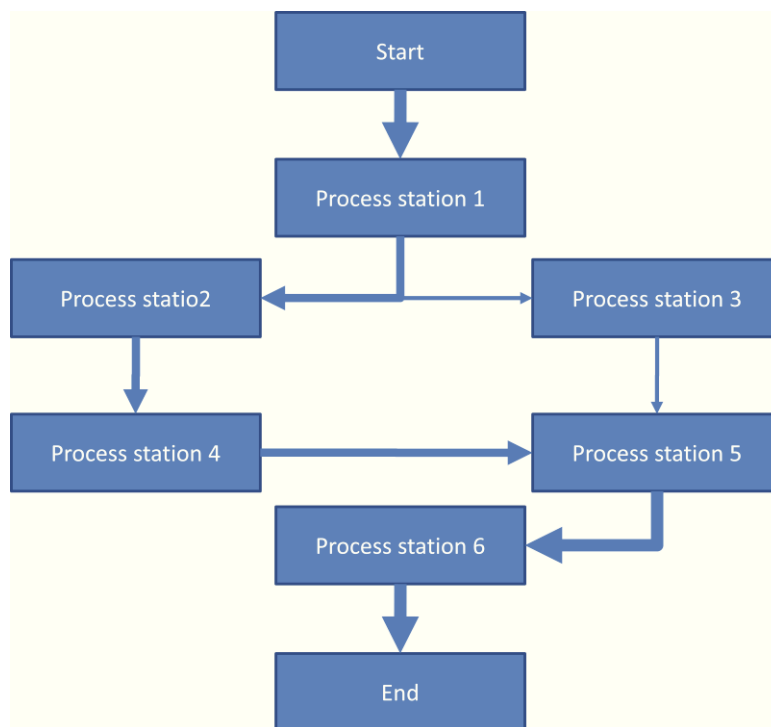 Start
Process station 1
Process statio2
Process station 3
Process station 4
Process station 5
Process station 6
End